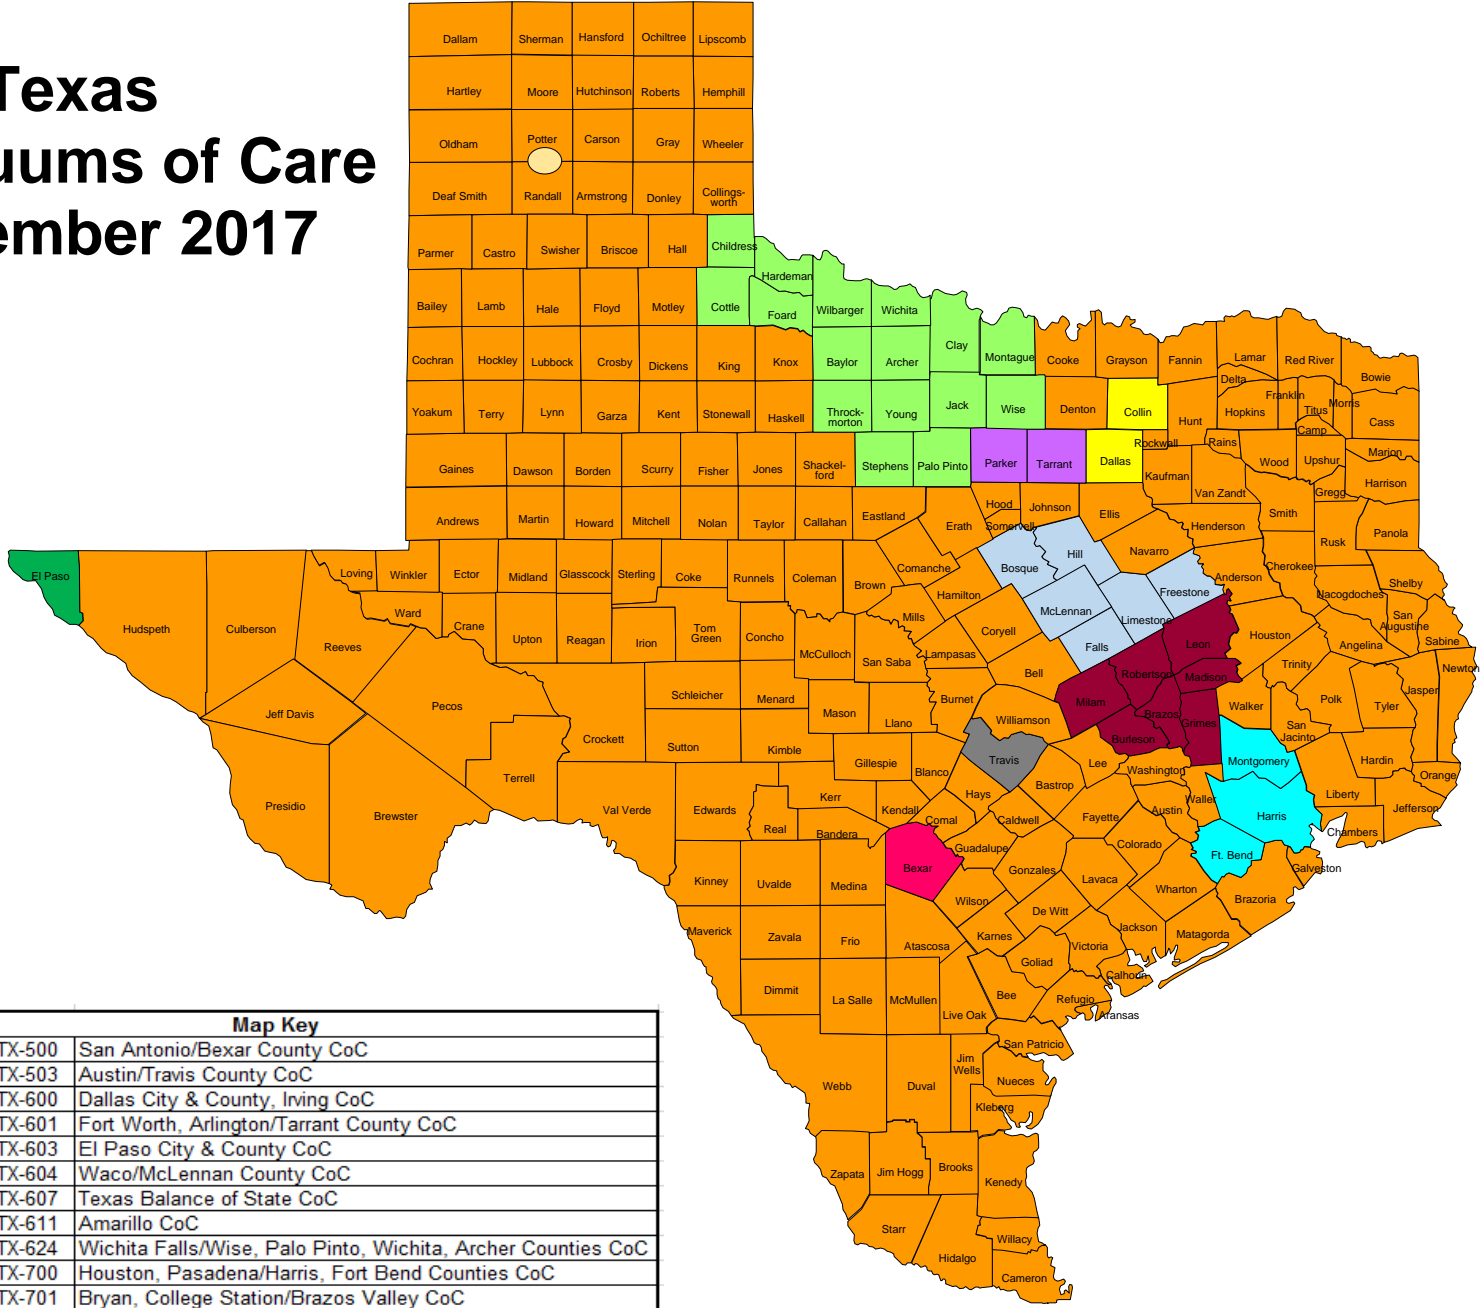 Texas
uums of Care
ember 2017
Dallam Sherman Hansford Ochiltree Lipscomb
Hartley Moore Hutchinson Roberts Hemphill
Oldham Potter Carson Gray Wheeler
Deaf Smith Randall Armstrong Donley Collings-
worth
Parmer Castro Swisher Briscoe Hall Childress
Hardeman
Bailey Lamb Hale Floyd Motley Cottle Foard Wilbarger Wichita
Cochran Hockley Lubbock Crosby Dickens King Knox Baylor Archer Clay Montague Cooke Grayson Fannin Lamar Red River Bowie
Delta
Yoakum Terry Lynn Garza Kent Stonewall Haskell Throck-
morton Young Jack Wise Denton Collin Hunt Hopkins Franklin Titus Morris Cass
Camp
Gaines Dawson Borden Scurry Fisher Jones Shackel-
ford Stephens Palo Pinto Parker Tarrant Dallas Rockwall Kaufman Rains Wood Upshur Marion
Van Zandt Gregg Harrison
Andrews Martin Howard Mitchell Nolan Taylor Callahan Eastland Erath Hood Johnson Ellis Henderson Smith Rusk Panola
Somervell
El Paso Hudspeth Culberson Loving Winkler Ector Midland Glasscock Sterling Coke Runnels Coleman Brown Comanche Bosque Hill Navarro Freestone Anderson Cherokee Shelby
Hamilton McLennan Limestone Nacogdoches
Reeves Ward Crane Upton Reagan Irion Tom
Green Concho McCulloch San Saba Mills Lampasas Coryell Falls Leon Houston Angelina San
Augustine Sabine
Bell Robertson Madison Trinity Newton
Jeff Davis Pecos Schleicher Menard Mason Llano Burnet Williamson Milam Brazos Grimes Walker Polk Tyler Jasper
San
Jacinto
Crockett Sutton Kimble Gillespie Blanco Travis Lee Burleson Washington Montgomery Hardin Orange
Presidio Brewster Terrell Val Verde Edwards Kerr Kendall Hays Bastrop Austin Waller Harris Liberty Jefferson
Real Bandera Comal Caldwell Fayette Chambers
Bexar Guadalupe Colorado Ft. Bend Galveston
Kinney Uvalde Medina Wilson Gonzales Lavaca Wharton Brazoria
Maverick Zavala Frio Atascosa Karnes De Witt Jackson Matagorda
Goliad Victoria
Dimmit La Salle McMullen Live Oak Bee Refugio Calhoun
Aransas
San Patricio
Webb Duval Jim
Wells Nueces
Kleberg
Zapata Jim Hogg Brooks Kenedy
Starr Hidalgo Willacy
Cameron
Map Key
TX-500 San Antonio/Bexar County CoC
TX-503 Austin/Travis County CoC
TX-600 Dallas City & County, Irving CoC
TX-601 Fort Worth, Arlington/Tarrant County CoC
TX-603 El Paso City & County CoC
TX-604 Waco/McLennan County CoC
TX-607 Texas Balance of State CoC
TX-611 Amarillo CoC
TX-624 Wichita Falls/Wise, Palo Pinto, Wichita, Archer Counties CoC
TX-700 Houston, Pasadena/Harris, Fort Bend Counties CoC
TX-701 Bryan, College Station/Brazos Valley CoC